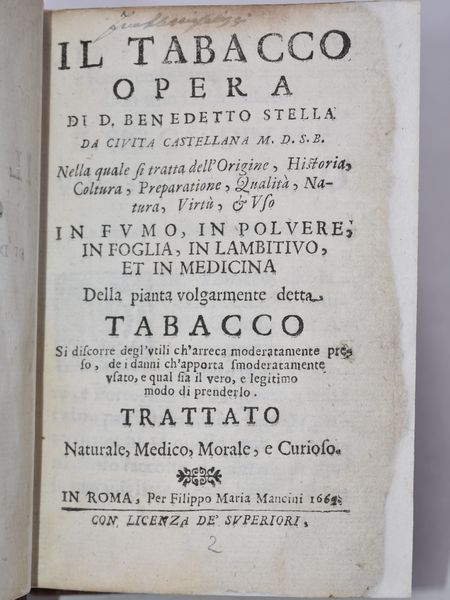 IL TABACCO
OPERA
DI D. BENEDETTO STELLA
DA CIVITA CASTELLANA M. D. S. B.
Nella quale ſi tratta dell'Origine, Hiſtoria,
Coltura, Preparatione, Qualità, Na-
tura, Virtù, & Vſo
IN FVMO, IN POLVERE,
IN FOGLIA, IN LAMBITIVO,
ET IN MEDICINA
Della pianta volgarmente detta
TABACCO
Si diſcorre degl'vtili ch'arreca moderatamente pre-
ſo, de i danni ch'apporta ſmoderatamente
vſato, e qual ſia il vero, e legitimo
modo di prenderlo.
TRATTATO
Naturale, Medico, Morale, e Curioſo.
IN ROMA, Per Filippo Maria Mancini
CON LICENZA DE' SVPERIORI,
2